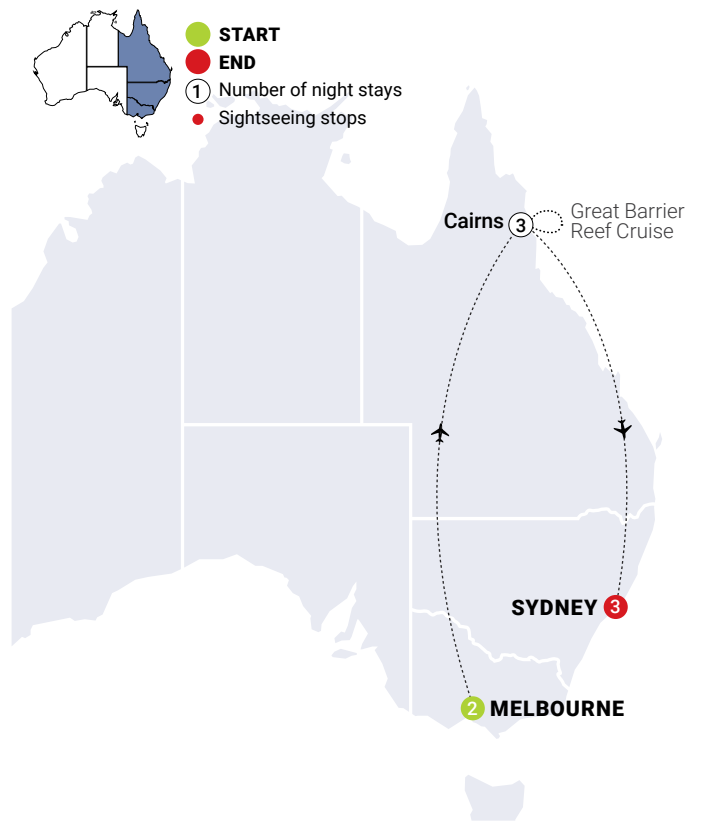 START
END
1 Number of night stays
Sightseeing stops
Cairns 3
Great Barrier
Reef Cruise
SYDNEY 3
2 MELBOURNE